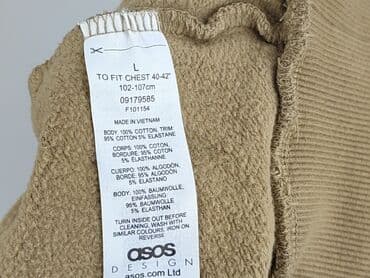 L
TO FIT CHEST 40-42"
102-107cm
09179585
F101154
MADE IN VIETNAM
BODY: 100% COTTON, TRIM
95% COTTON 5% ELASTANE
CORPS: 100% COTON,
BORDURE: 95% COTON
5% ÉLASTHANNE.
CUERPO: 100% ALGODÓN,
BORDE: 95% ALGODÓN
5% ELASTANO
BODY: 100% BAUMWOLLE,
EINFASSUNG
95% BAUMWOLLE
5% ELASTHAN
TURN INSIDE OUT BEFORE
CLEANING, WASH WITH
SIMILAR COLOURS, IRON ON
REVERSE
asos
DESIGN
asos.com Ltd